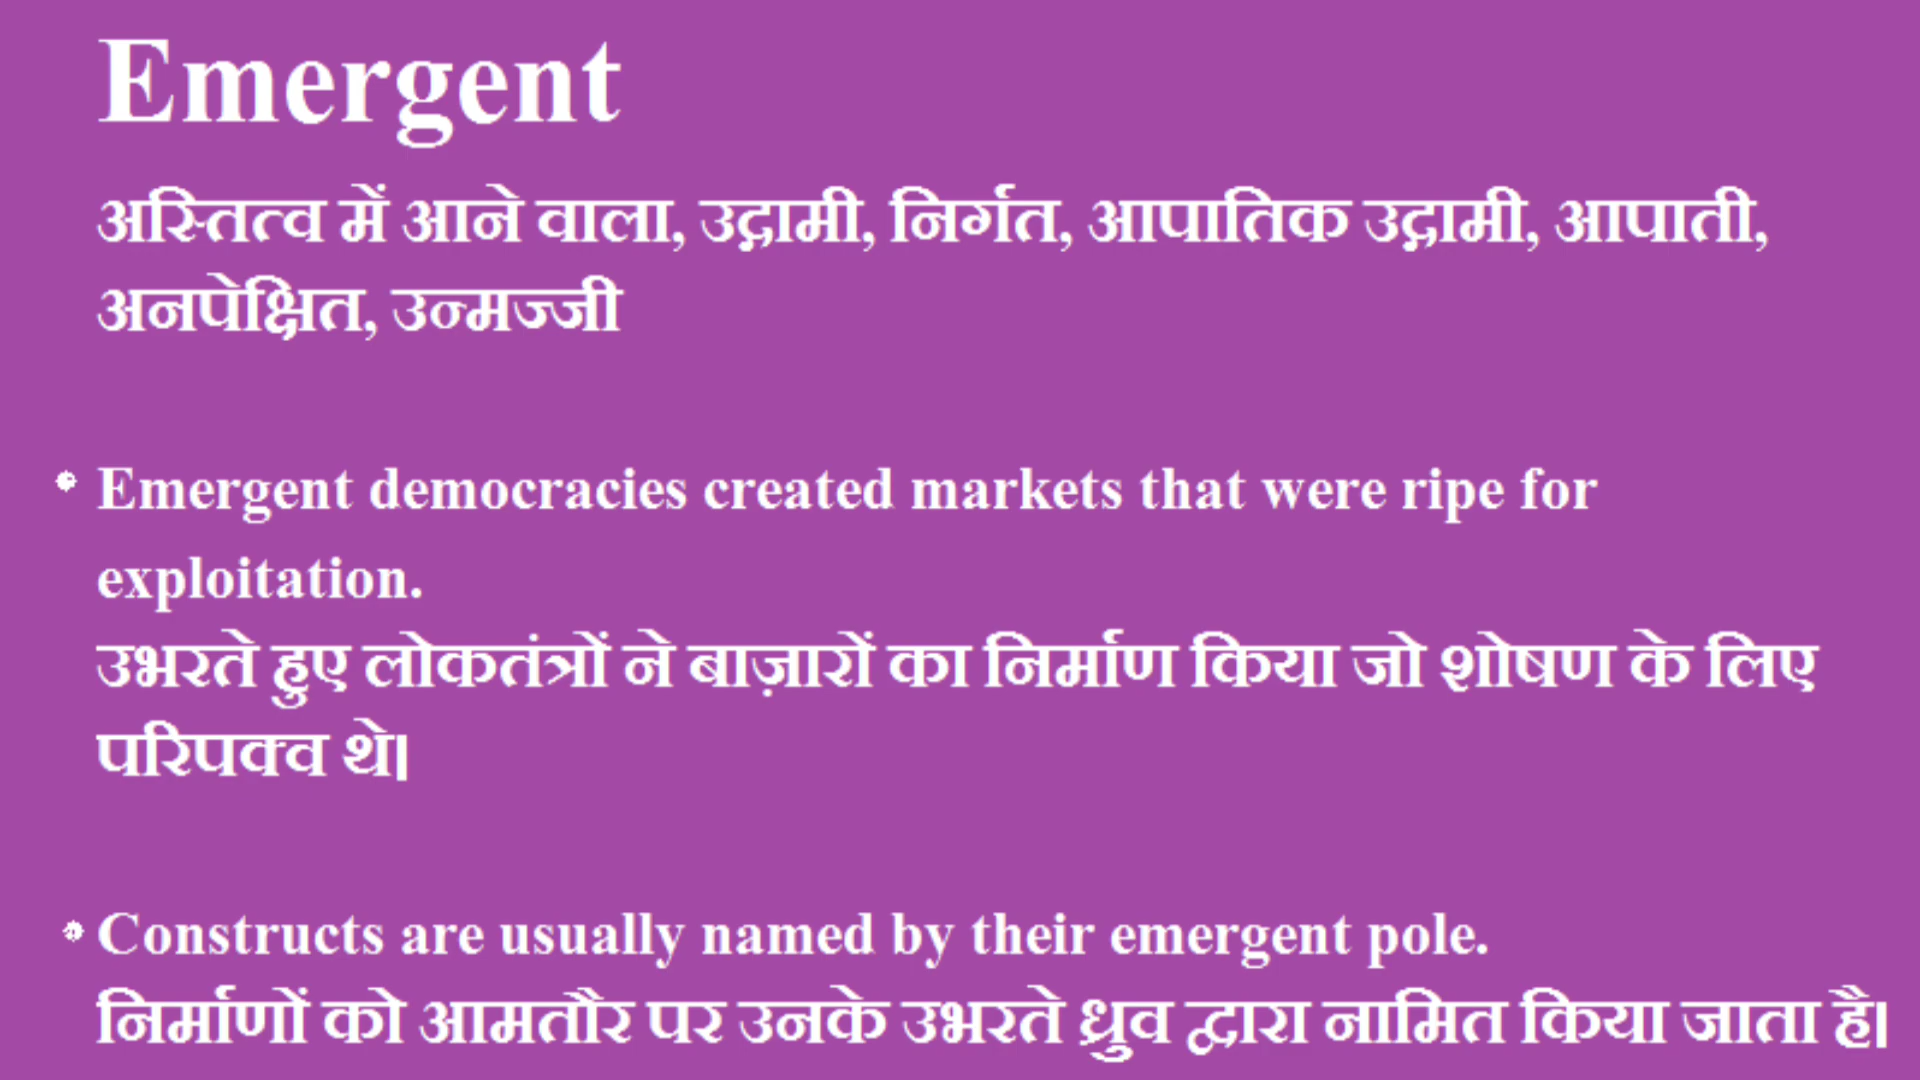 Emergent
अस्तित्व में आने वाला, उद्गामी, निर्गत, आपातिक उद्गामी, आपाती,
अनपेक्षित, उन्मज्जी
• Emergent democracies created markets that were ripe for
exploitation.
उभरते हुए लोकतंत्रों ने बाज़ारों का निर्माण किया जो शोषण के लिए
परिपक्व थे।
• Constructs are usually named by their emergent pole.
निर्माणों को आमतौर पर उनके उभरते ध्रुव द्वारा नामित किया जाता है।